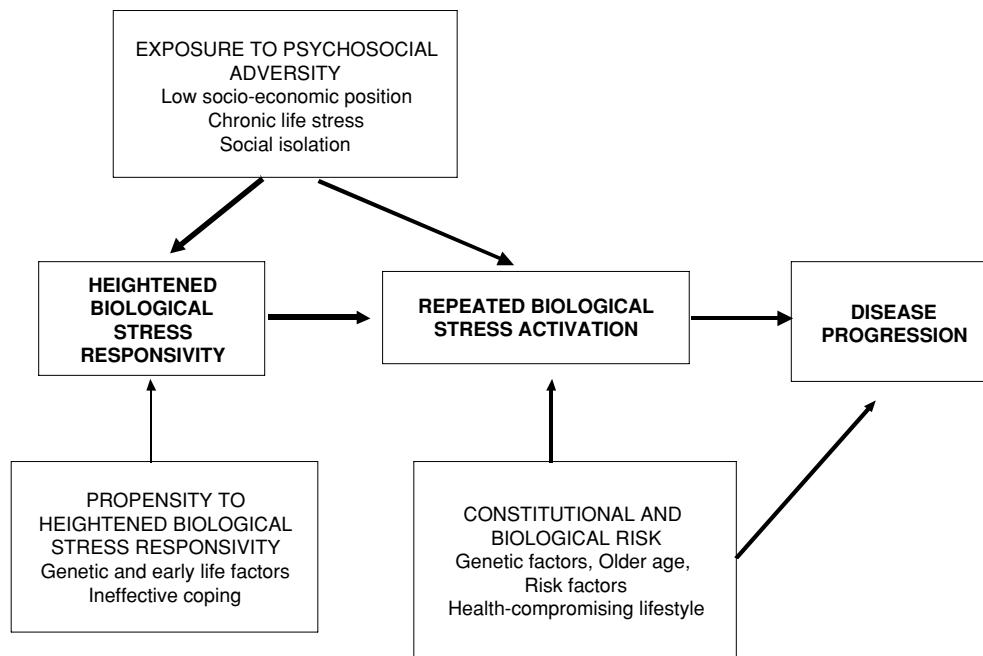 EXPOSURE TO PSYCHOSOCIAL
ADVERSITY
Low socio-economic position
Chronic life stress
Social isolation
HEIGHTENED
BIOLOGICAL
STRESS
RESPONSIVITY
REPEATED BIOLOGICAL
STRESS ACTIVATION
DISEASE
PROGRESSION
PROPENSITY TO
HEIGHTENED BIOLOGICAL
STRESS RESPONSIVITY
Genetic and early life factors
Ineffective coping
CONSTITUTIONAL AND
BIOLOGICAL RISK
Genetic factors, Older age,
Risk factors
Health-compromising lifestyle